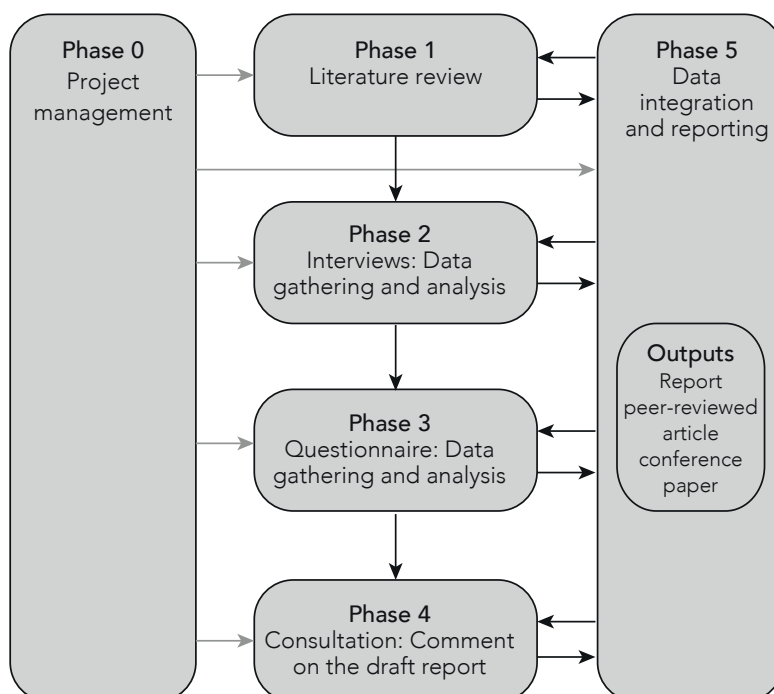 Phase 0
Project
management
Phase 1
Literature review
Phase 2
Interviews: Data
gathering and analysis
Phase 3
Questionnaire: Data
gathering and analysis
Phase 4
Consultation: Comment
on the draft report
Phase 5
Data
integration
and reporting
Outputs
Report
peer-reviewed
article
conference
paper